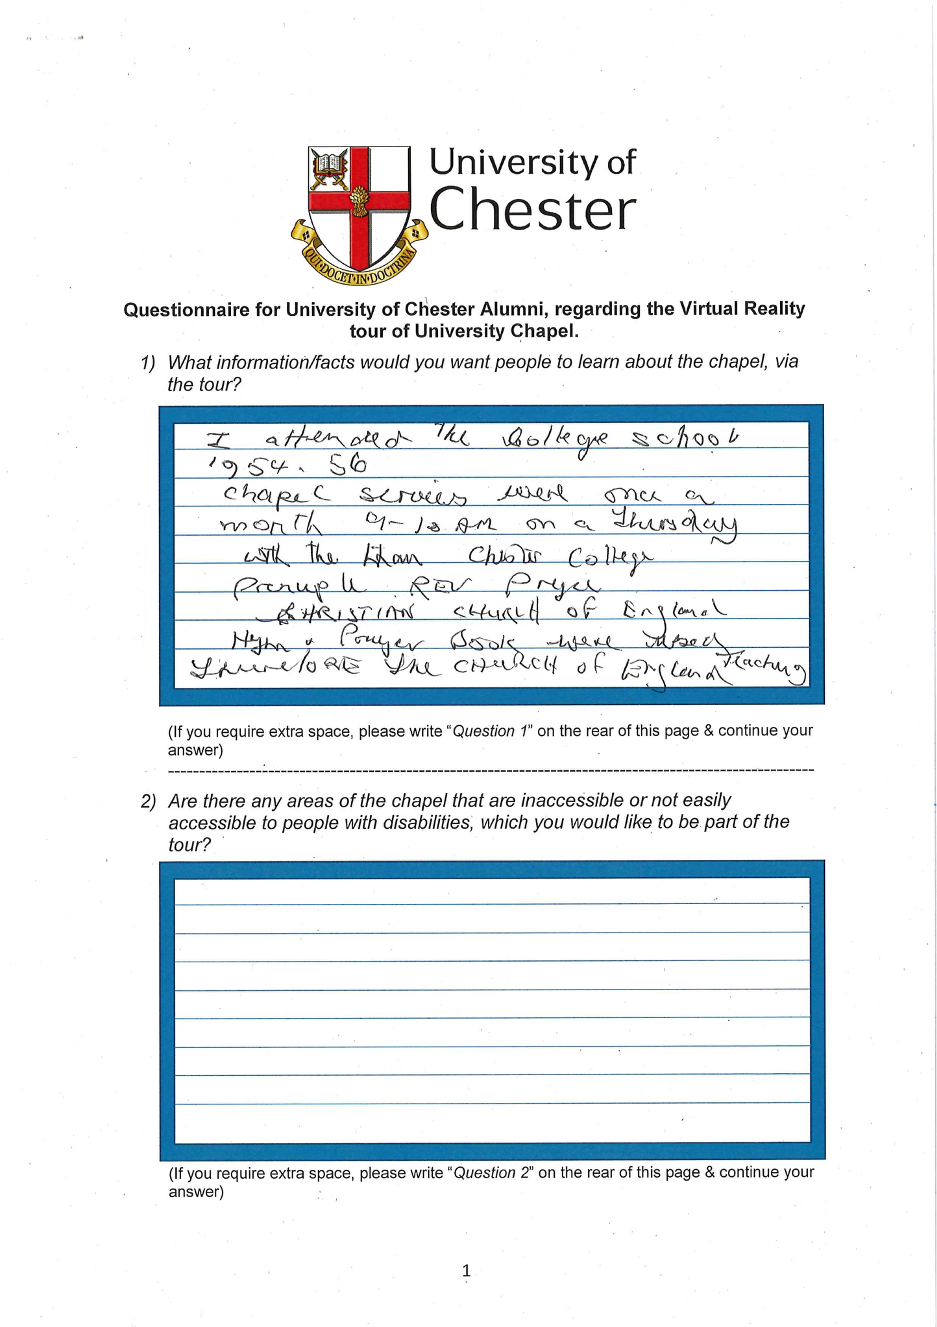 University of
Chester
QUI·DOCET·IN·DOCTRINA
Questionnaire for University of Chester Alumni, regarding the Virtual Reality
tour of University Chapel.
1) What information/facts would you want people to learn about the chapel, via
the tour?
I attended The College school
1954. 56
chapel services were once a
month 9-10 AM on a Thursday
with the Chester College
REV
CHRISTIAN CHURCH OF England
Hymn & Prayer Book were used
Therefore The CHURCH OF England Teaching
(If you require extra space, please write “Question 1” on the rear of this page & continue your
answer)
2) Are there any areas of the chapel that are inaccessible or not easily
accessible to people with disabilities, which you would like to be part of the
tour?
(If you require extra space, please write “Question 2” on the rear of this page & continue your
answer)
1